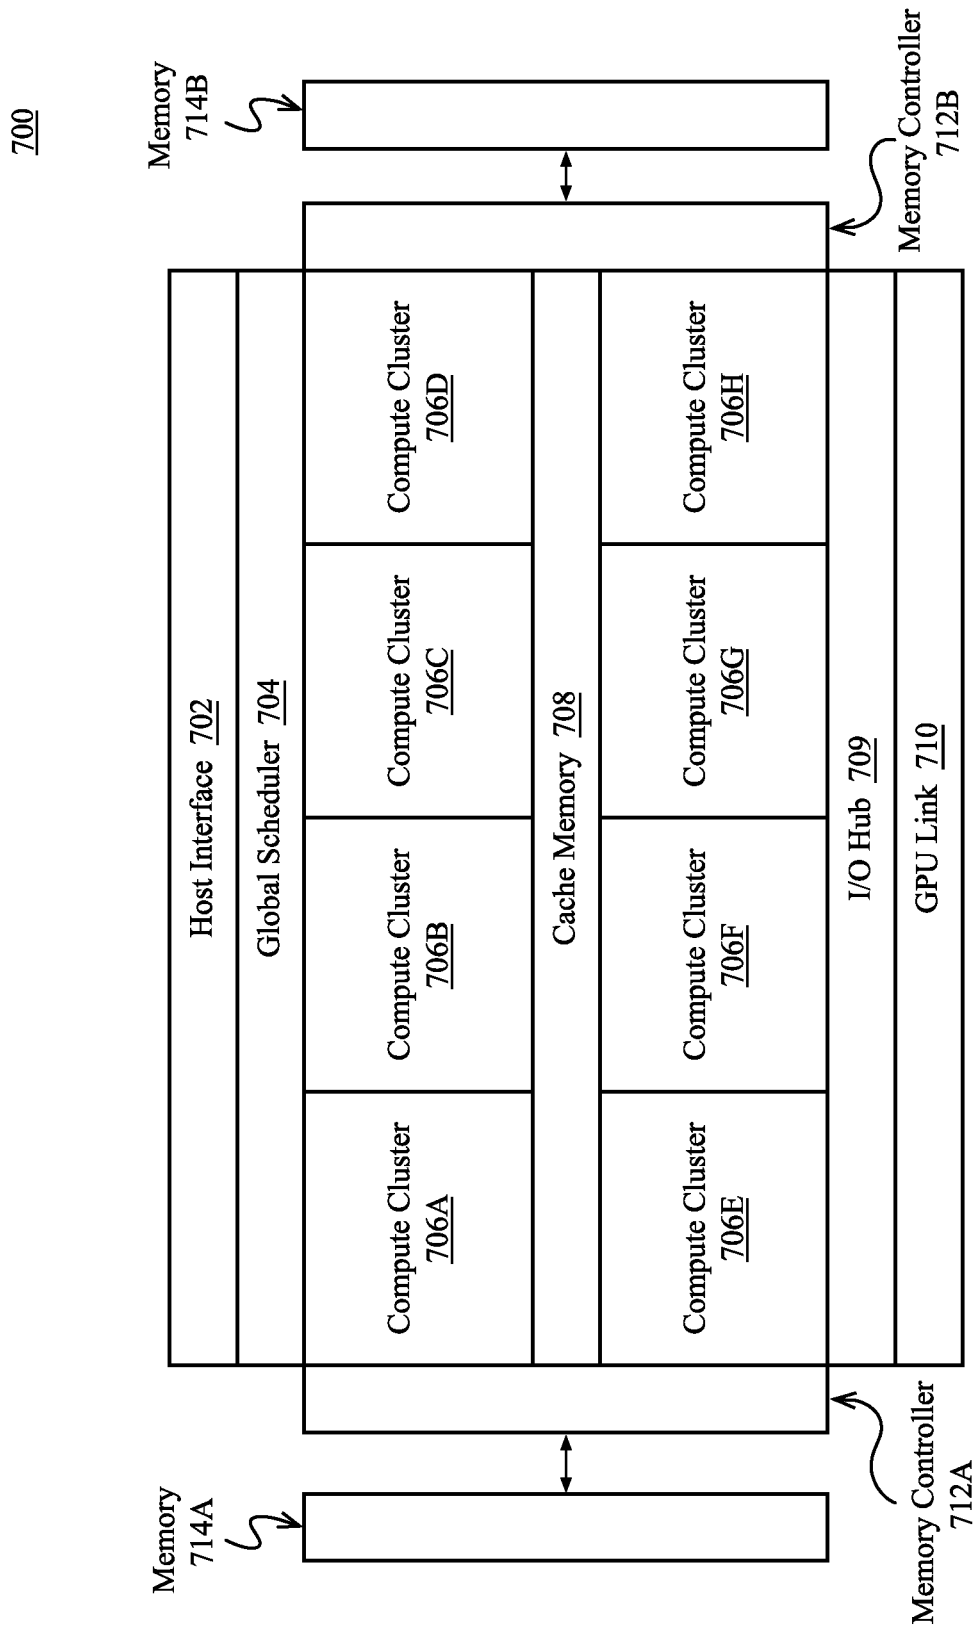 700
Memory
714A
Memory
714B
Host Interface 702
Global Scheduler 704
Compute Cluster
706A
Compute Cluster
706B
Compute Cluster
706C
Compute Cluster
706D
Cache Memory 708
Compute Cluster
706E
Compute Cluster
706F
Compute Cluster
706G
Compute Cluster
706H
I/O Hub 709
GPU Link 710
Memory Controller
712A
Memory Controller
712B